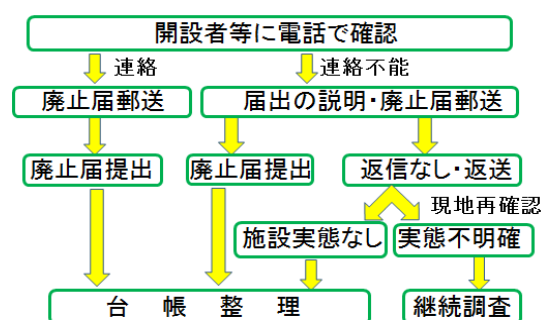 開設者等に電話で確認
連絡
連絡不能
廃止届郵送
届出の説明・廃止届郵送
廃止届提出
廃止届提出
返信なし・返送
現地再確認
施設実態なし
実態不明確
台帳整理
継続調査